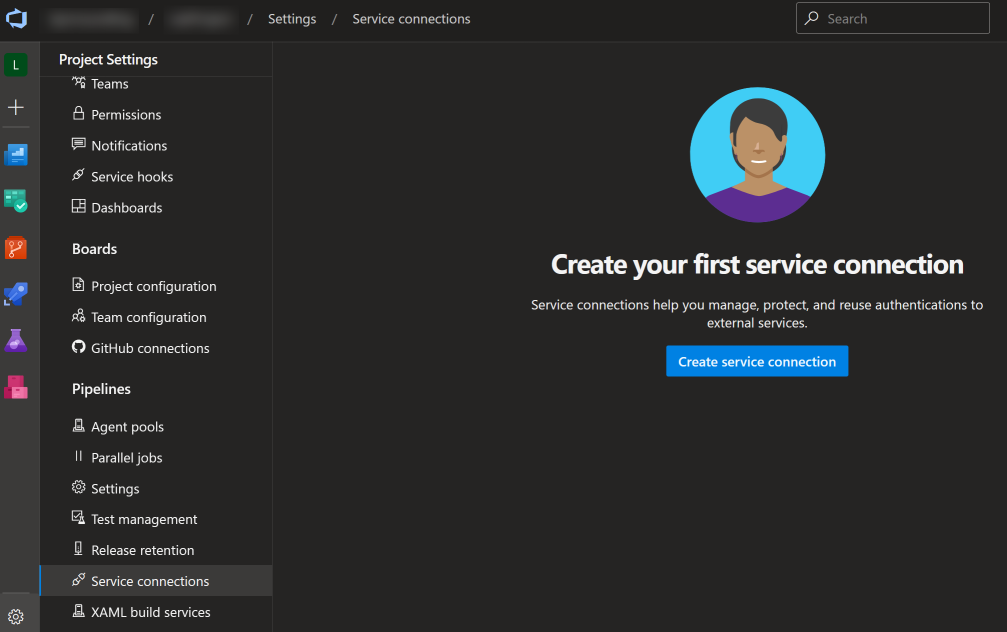 / / Settings / Service connections
Search
L
Project Settings
Teams
Permissions
Notifications
Service hooks
Dashboards
Boards
Project configuration
Team configuration
GitHub connections
Pipelines
Agent pools
Parallel jobs
Settings
Test management
Release retention
Service connections
XAML build services
Create your first service connection
Service connections help you manage, protect, and reuse authentications to
external services.
Create service connection